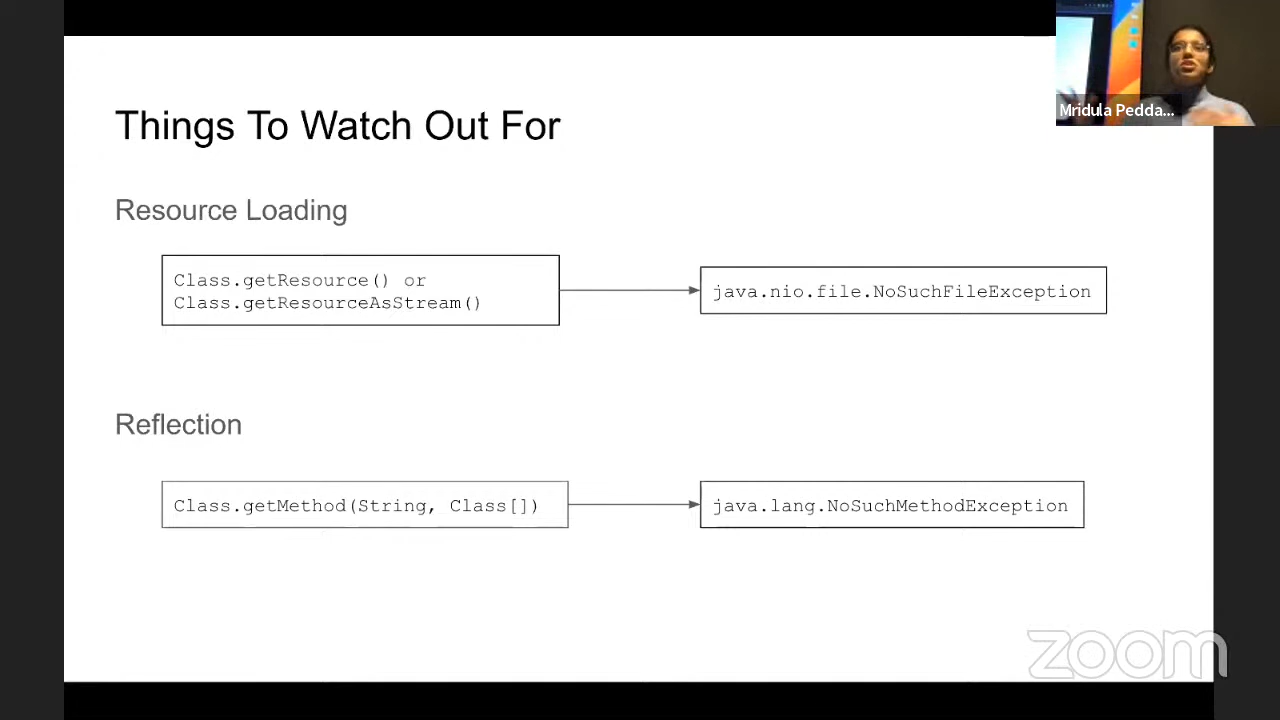 Things To Watch Out For
Mridula Pedda...
Resource Loading
Class.getResource() or
Class.getResourceAsStream()
java.nio.file.NoSuchFileException
Reflection
Class.getMethod(String, Class[])
java.lang.NoSuchMethodException
zoom